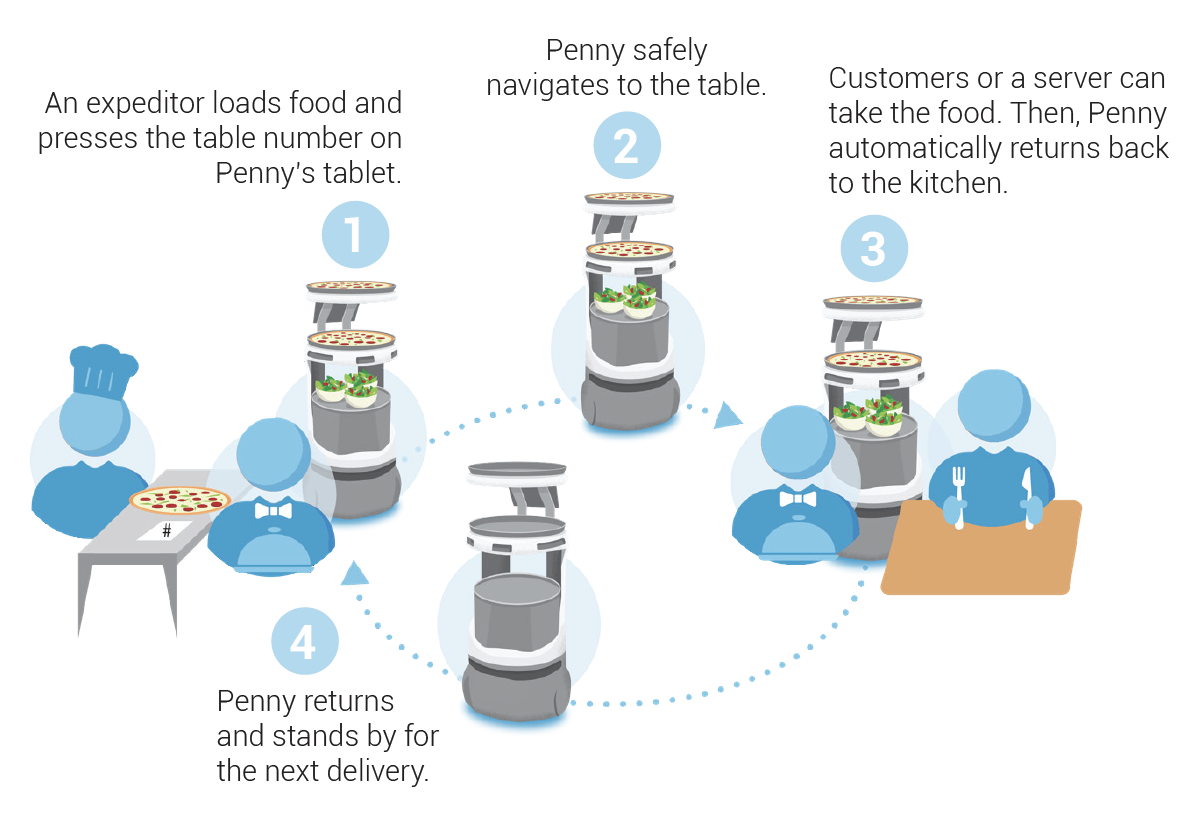 An expeditor loads food and
presses the table number on
Penny's tablet.
1
Penny safely
navigates to the table.
2
Customers or a server can
take the food. Then, Penny
automatically returns back
to the kitchen.
3
#
4
Penny returns
and stands by for
the next delivery.